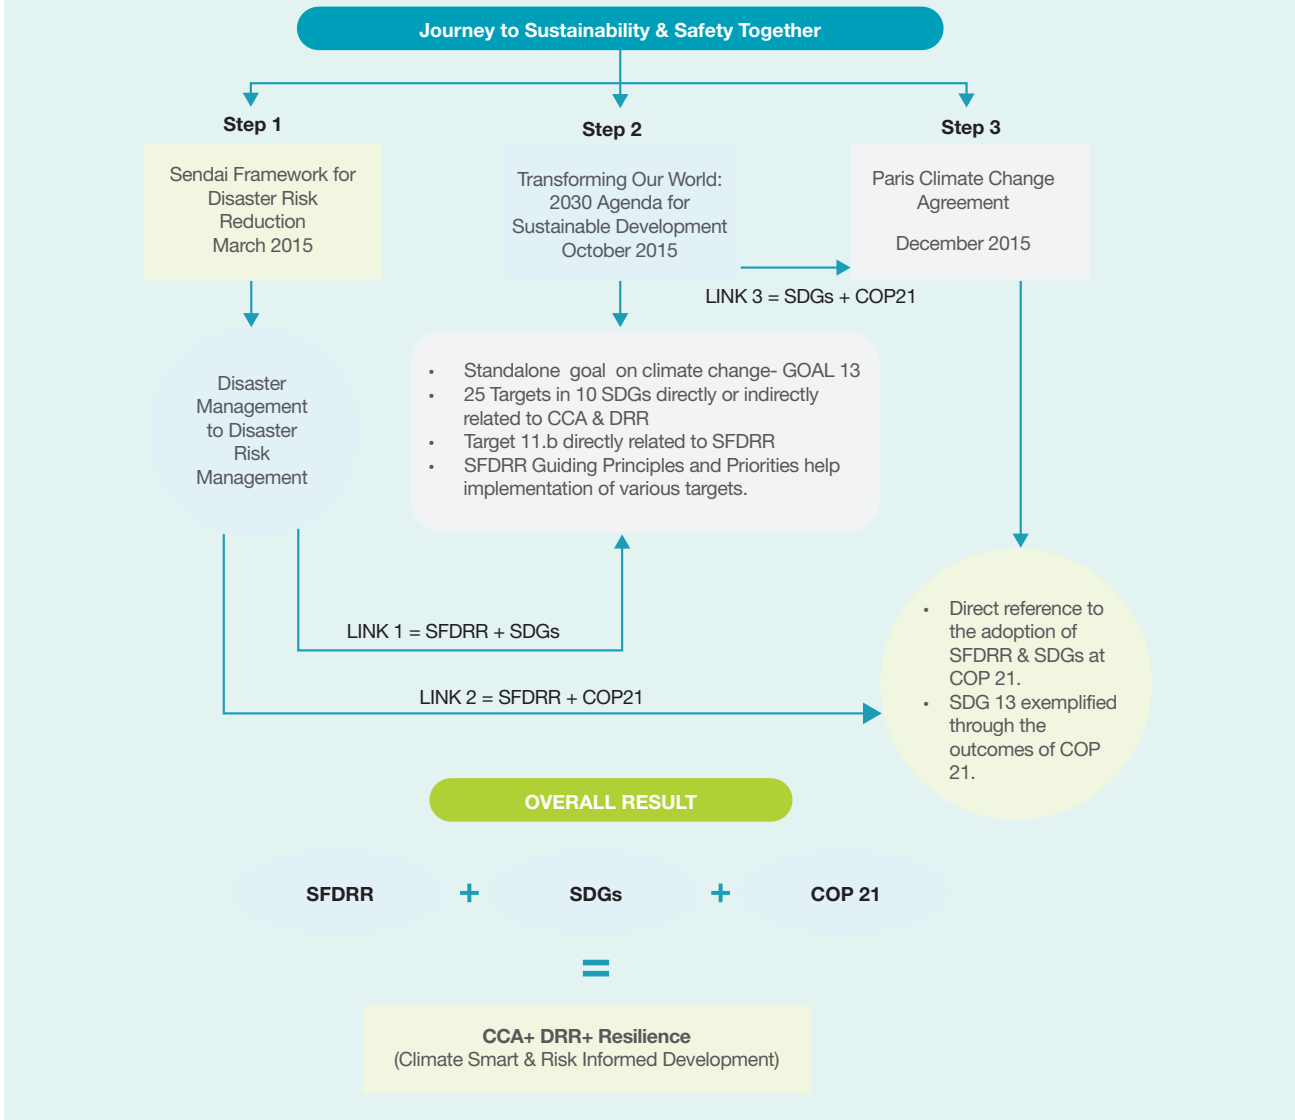 Journey to Sustainability & Safety Together
Step 1
Sendai Framework for
Disaster Risk
Reduction
March 2015
Step 2
Transforming Our World:
2030 Agenda for
Sustainable Development
October 2015
Step 3
Paris Climate Change
Agreement
December 2015
LINK 3 = SDGs + COP21
Disaster
Management
to Disaster
Risk
Management
• Standalone goal on climate change- GOAL 13
• 25 Targets in 10 SDGs directly or indirectly
related to CCA & DRR
• Target 11.b directly related to SFDRR
• SFDRR Guiding Principles and Priorities help
implementation of various targets.
LINK 1 = SFDRR + SDGs
LINK 2 = SFDRR + COP21
• Direct reference to
the adoption of
SFDRR & SDGs at
COP 21.
• SDG 13 exemplified
through the
outcomes of COP
21.
OVERALL RESULT
SFDRR + SDGs + COP 21
=
CCA+ DRR+ Resilience
(Climate Smart & Risk Informed Development)